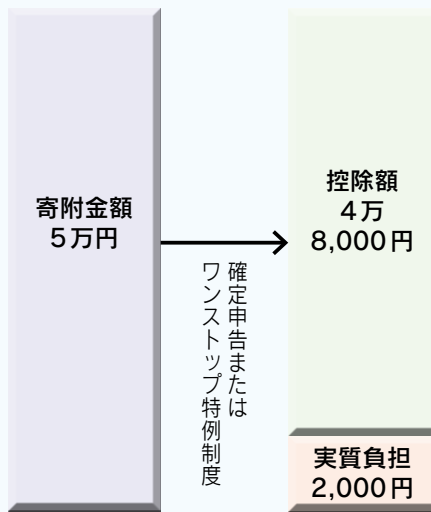 寄附金額
5万円
確定申告または
ワンストップ特例制度
控除額
4万
8,000円
実質負担
2,000円